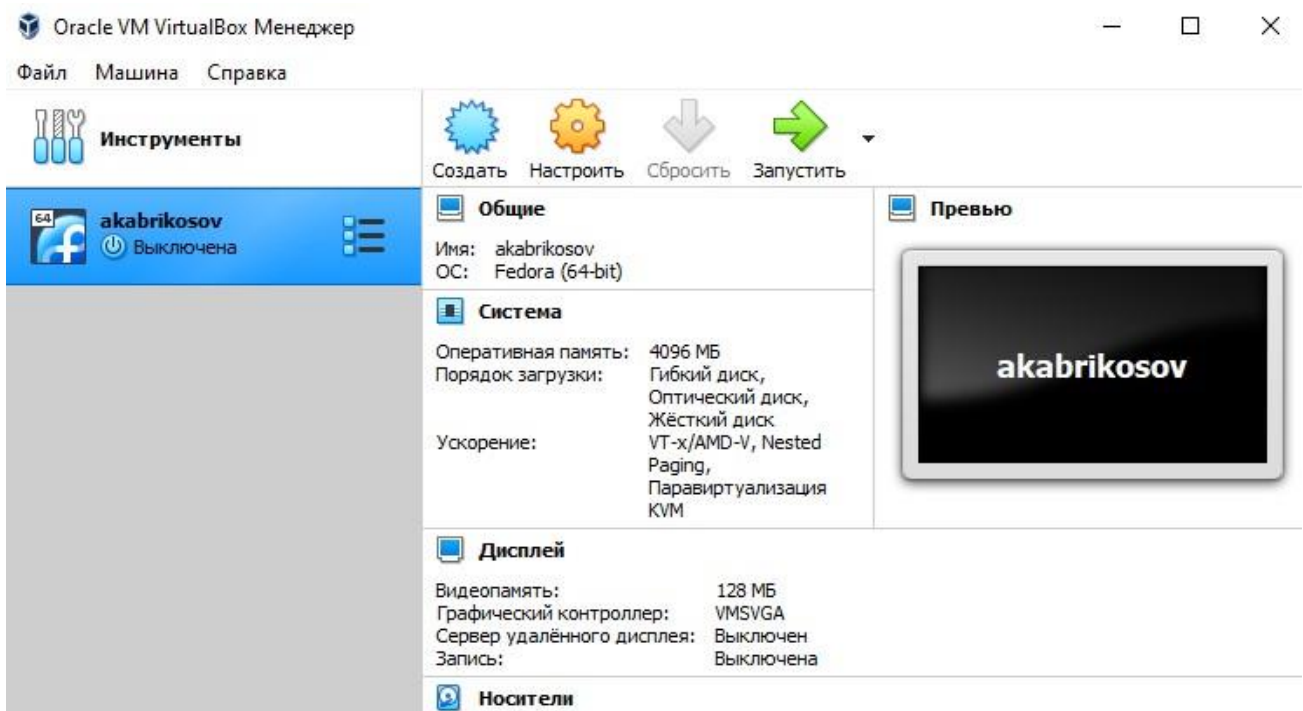 Oracle VM VirtualBox Менеджер
Файл Машина Справка
Инструменты
Создать Настроить Сбросить Запустить
64
akabrikosov
Выключена
Общие
Имя: akabrikosov
ОС: Fedora (64-bit)
Превью
akabrikosov
Система
Оперативная память: 4096 МБ
Порядок загрузки: Гибкий диск,
Оптический диск,
Жёсткий диск
Ускорение: VT-x/AMD-V, Nested
Paging,
Паравиртуализация
KVM
Дисплей
Видеопамять: 128 МБ
Графический контроллер: VMSVGA
Сервер удалённого дисплея: Выключен
Запись: Выключена
Носители